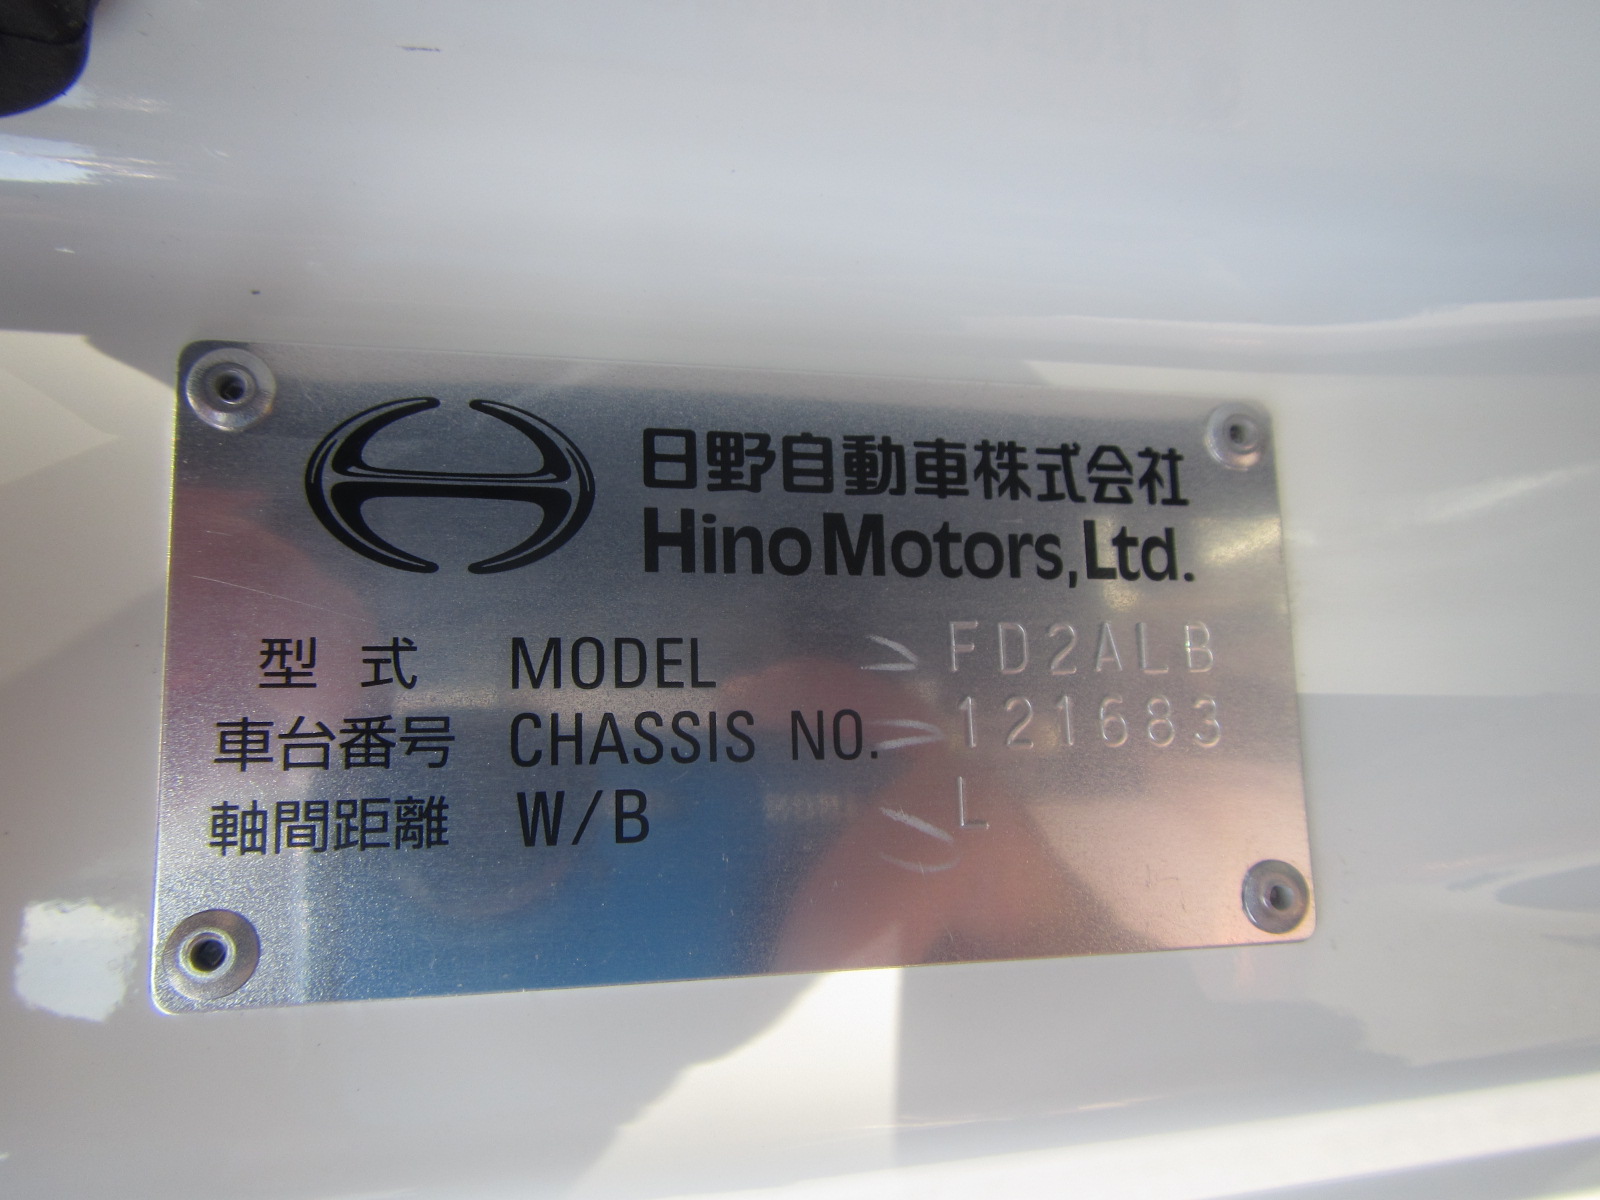 日野自動車株式会社
Hino Motors, Ltd.
型式 MODEL FD2ALB
車台番号 CHASSIS NO. 121683
軸間距離 W/B L